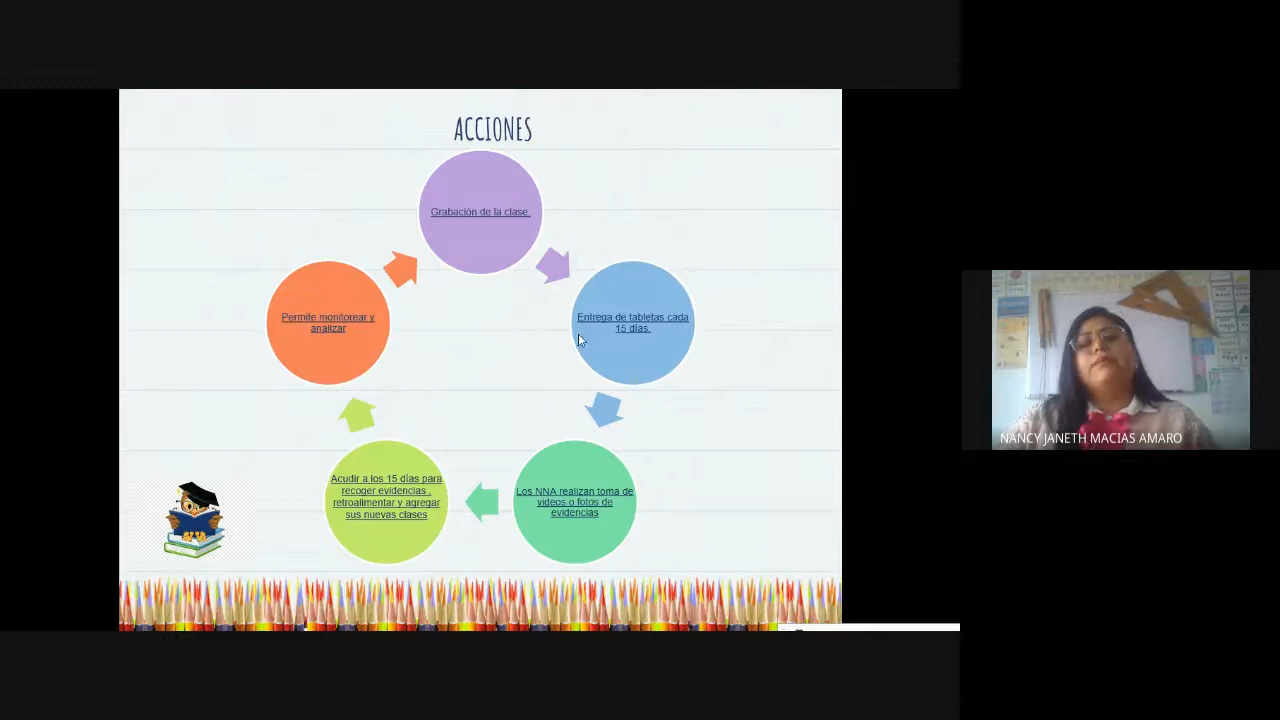 ACCIONES
Grabación de la clase.
Entrega de tabletas cada
15 días.
Los NNA realizan toma de
videos o fotos de
evidencias
Acudir a los 15 días para
recoger evidencias ,
retroalimentar y agregar
sus nuevas clases
Permite monitorear y
analizar
NANCY JANETH MACIAS AMARO